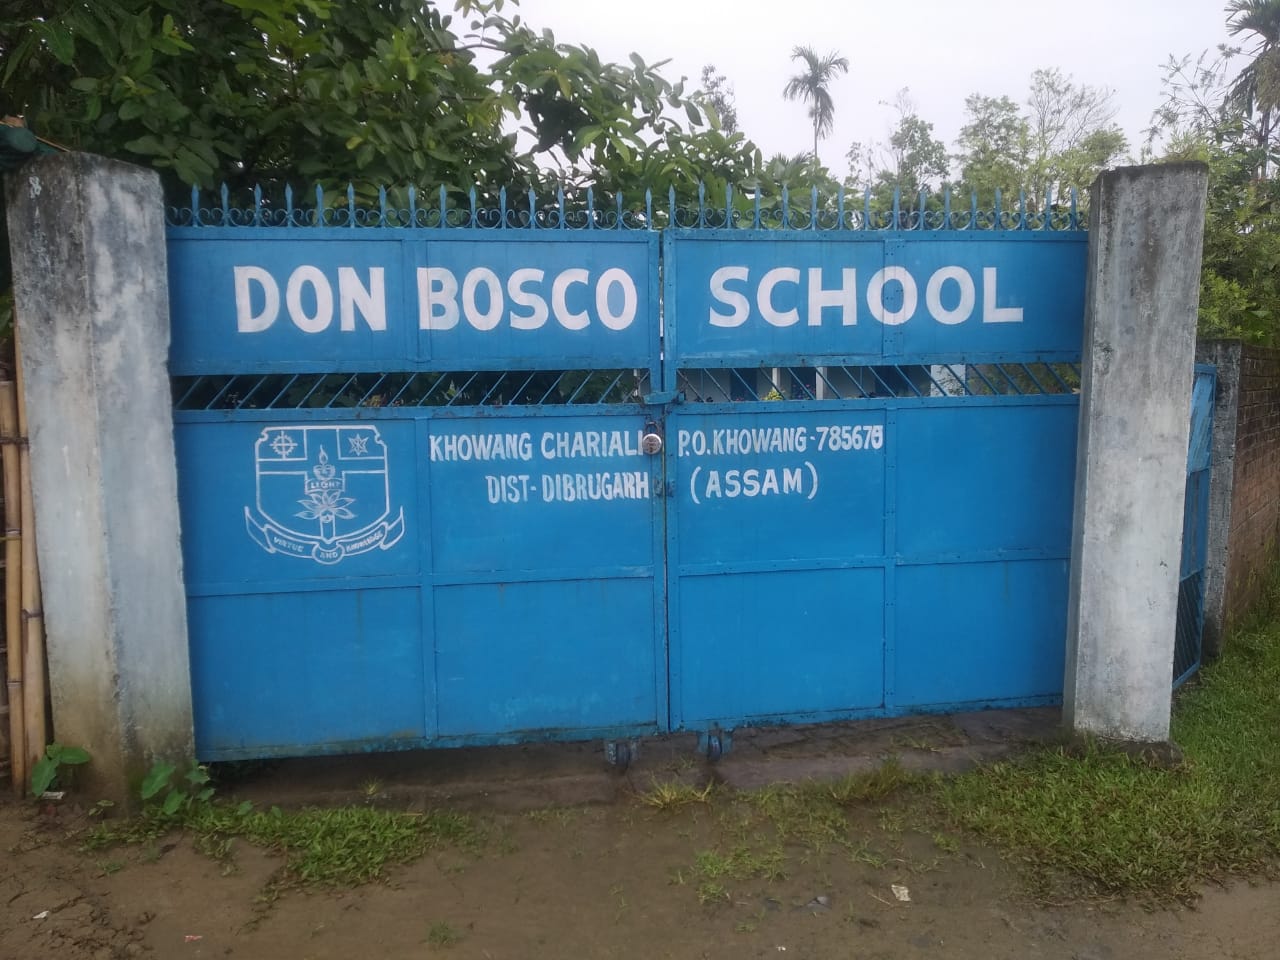 DON BOSCO SCHOOL
KHOWANG CHARIALI P.O. KHOWANG-785676
DIST-DIBRUGARH (ASSAM)
LIGHT
VIRTUE AND KNOWLEDGE